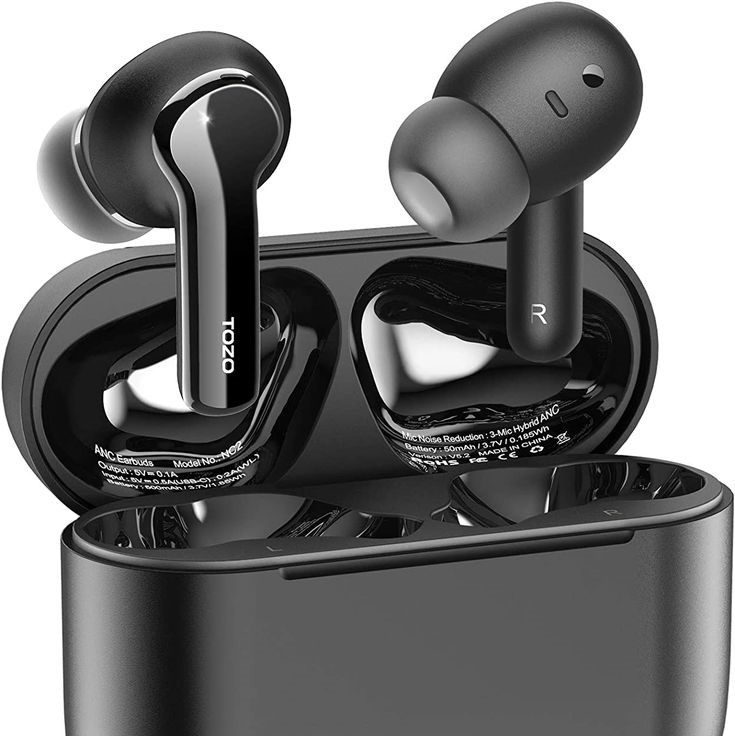 TOZO
R
ANC Earbuds Model No.: NC2
Output : 5V = 0.1A
Input : 5V = 0.5A(USB-C) ; 0.2A(WL)
Battery : 500mAh / 3.7V / 1.85Wh
Mic Noise Reduction : 3-Mic Hybrid ANC
Battery : 50mAh / 3.7V / 0.185Wh
Verison : V5.2 MADE IN CHINA
RoHS FC CE
L
R